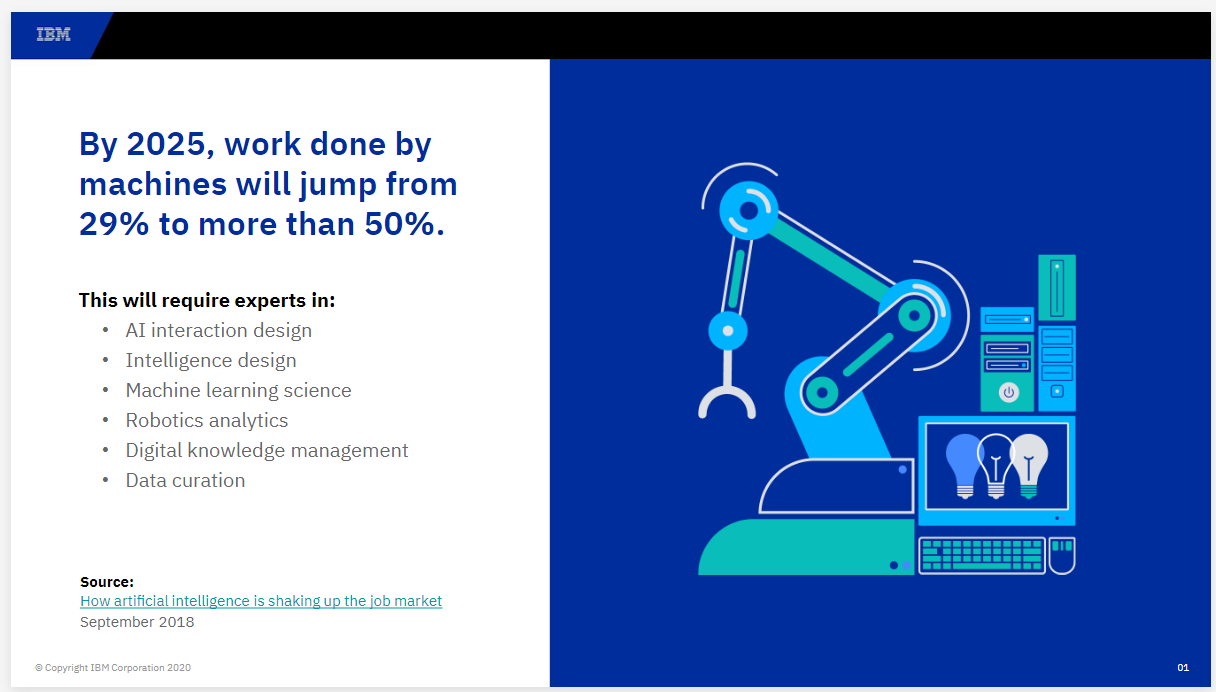 IBM
By 2025, work done by
machines will jump from
29% to more than 50%.
This will require experts in:
• AI interaction design
• Intelligence design
• Machine learning science
• Robotics analytics
• Digital knowledge management
• Data curation
Source:
How artificial intelligence is shaking up the job market
September 2018
© Copyright IBM Corporation 2020
01